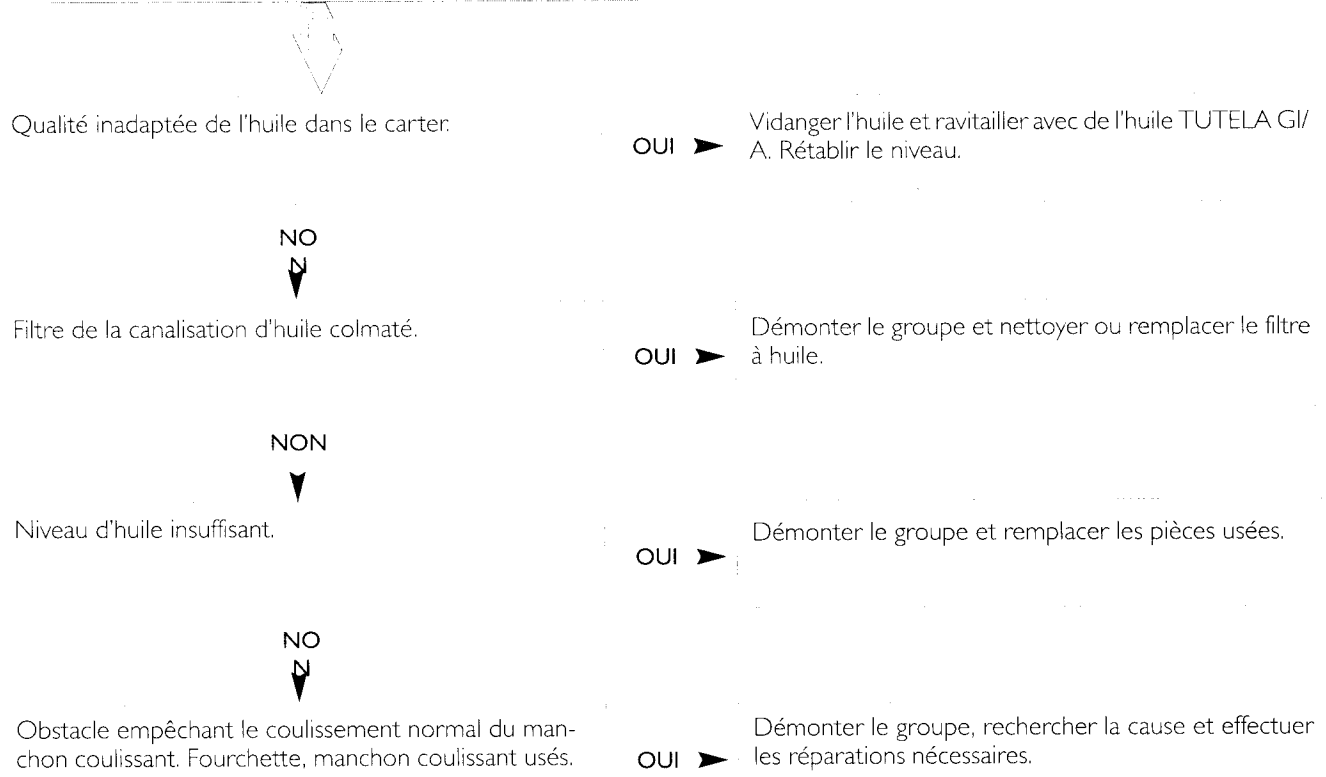 Qualité inadaptée de l'huile dans le carter.
OUI
Vidanger l'huile et ravitailler avec de l'huile TUTELA GI/
A. Rétablir le niveau.
NO
N
Filtre de la canalisation d'huile colmaté.
OUI
Démonter le groupe et nettoyer ou remplacer le filtre
à huile.
NON
Niveau d'huile insuffisant.
OUI
Démonter le groupe et remplacer les pièces usées.
NO
N
Obstacle empêchant le coulissement normal du man-
chon coulissant. Fourchette, manchon coulissant usés.
OUI
Démonter le groupe, rechercher la cause et effectuer
les réparations nécessaires.